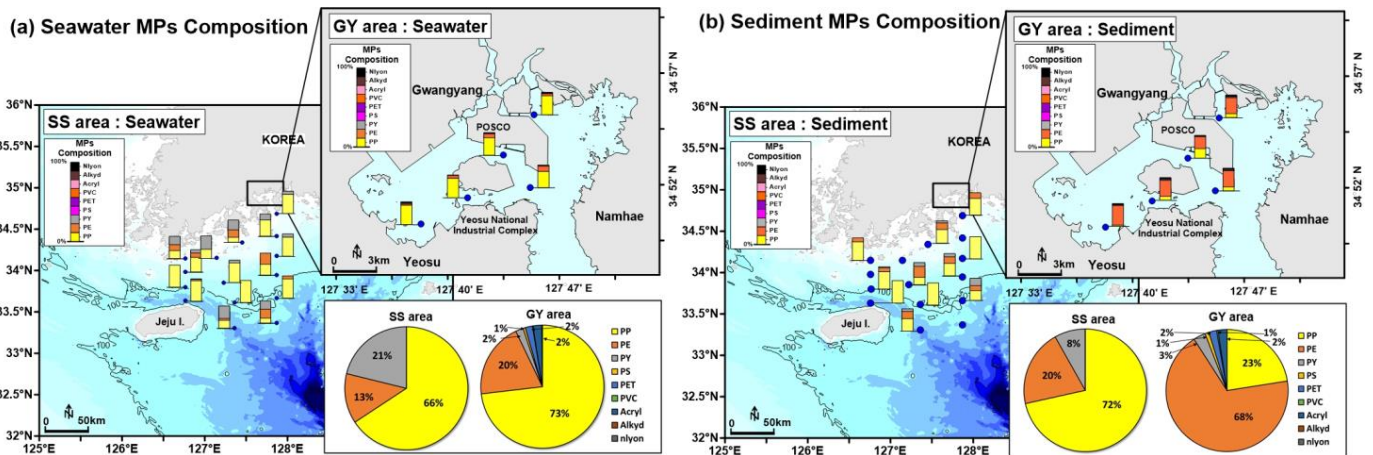 (a) Seawater MPs Composition
GY area : Seawater
MPs
Composition
100%
Nlyon
Alkyd
Acryl
PVC
PET
PS
PY
PE
PP
0%
Gwangyang
POSCO
Yeosu National
Industrial Complex
Namhae
Yeosu
N
0 3km
34 57' N
34 52' N
127 33' E
127 40' E
127 47' E
SS area : Seawater
KOREA
MPs
Composition
100%
Nlyon
Alkyd
Acryl
PVC
PET
PS
PY
PE
PP
0%
36°N
35.5°N
35°N
34.5°N
34°N
33.5°N
33°N
32.5°N
32°N
125°E
126°E
127°E
128°E
Jeju I.
100
100
N
0 50km
SS area
21%
13%
66%
GY area
1%
2%
2%
2%
20%
73%
PP
PE
PY
PS
PET
PVC
Acryl
Alkyd
nlyon
(b) Sediment MPs Composition
GY area : Sediment
MPs
Composition
100%
Nlyon
Alkyd
Acryl
PVC
PET
PS
PY
PE
PP
0%
Gwangyang
POSCO
Yeosu National
Industrial Complex
Namhae
Yeosu
N
0 3km
34 57' N
34 52' N
127 33' E
127 40' E
127 47' E
SS area : Sediment
KOREA
MPs
Composition
100%
Nlyon
Alkyd
Acryl
PVC
PET
PS
PY
PE
PP
0%
36°N
35.5°N
35°N
34.5°N
34°N
33.5°N
33°N
32.5°N
32°N
125°E
126°E
127°E
128°E
Jeju I.
100
100
N
0 50km
SS area
8%
20%
72%
GY area
2%
1%
3%
1%
2%
23%
68%
PP
PE
PY
PS
PET
PVC
Acryl
Alkyd
nlyon